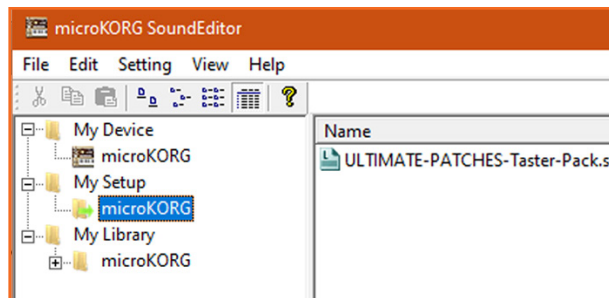 microKORG SoundEditor
File Edit Setting View Help
My Device
microKORG
My Setup
microKORG
My Library
microKORG
Name
ULTIMATE-PATCHES-Taster-Pack.s